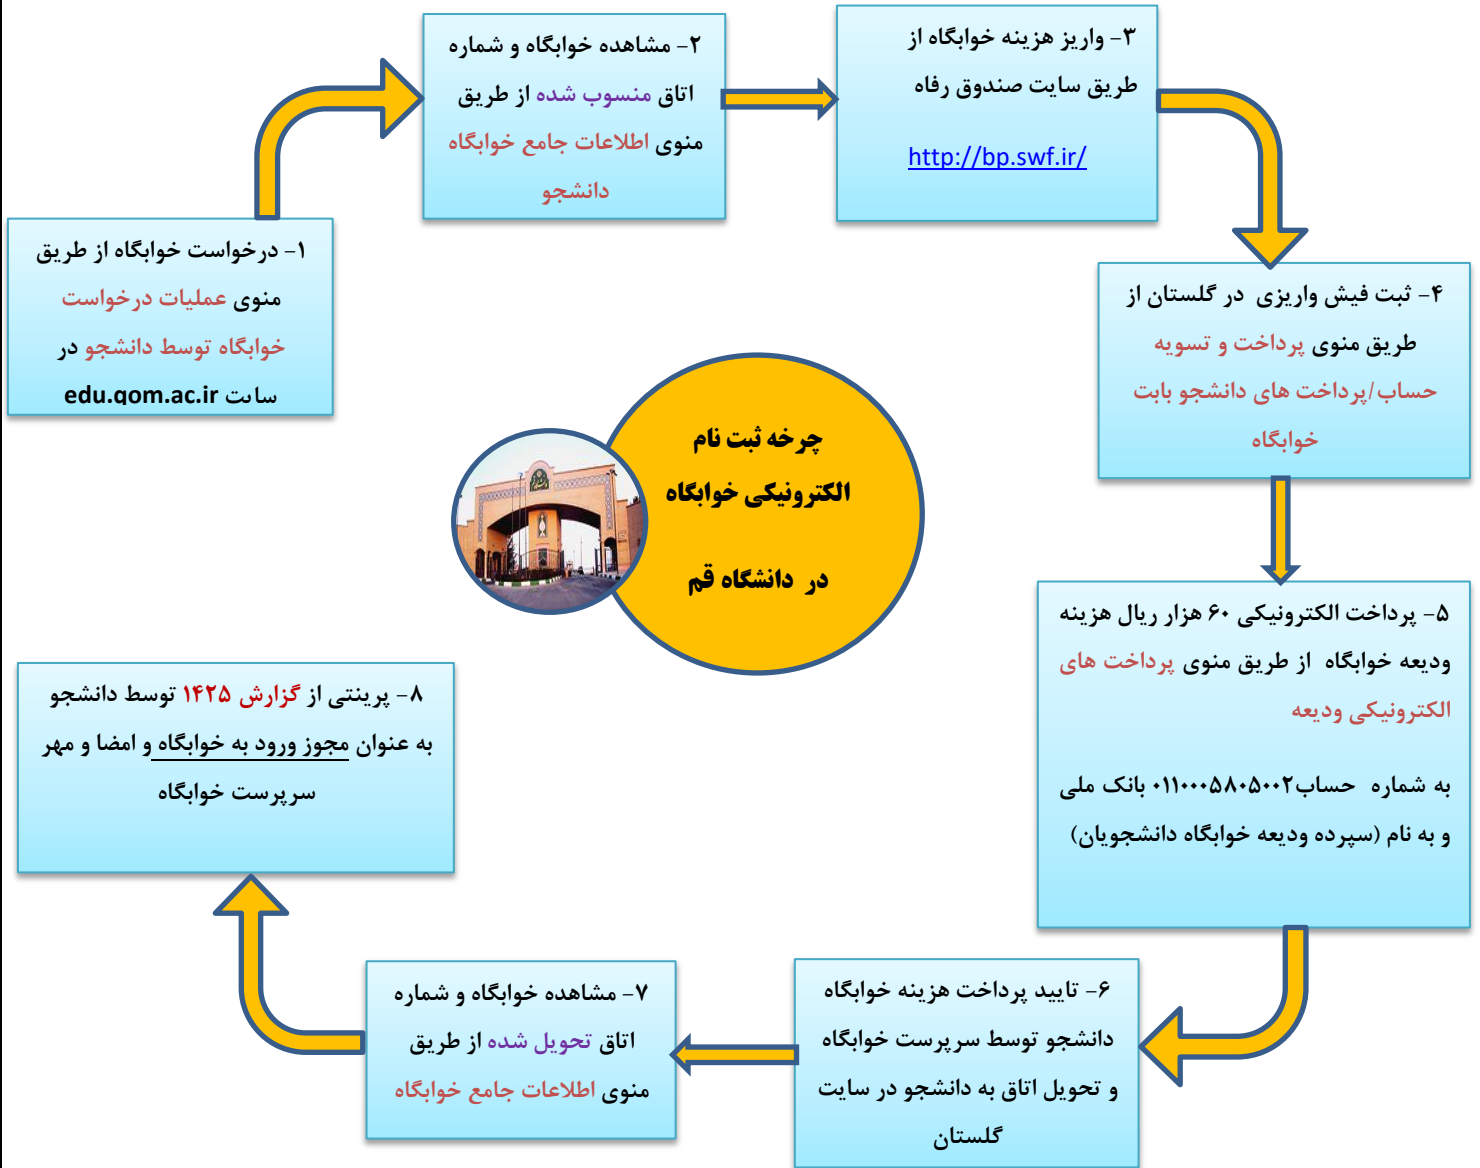 ۱- درخواست خوابگاه از طریق
منوی عملیات درخواست
خوابگاه توسط دانشجو در
سایت edu.qom.ac.ir
۲- مشاهده خوابگاه و شماره
اتاق منسوب شده از طریق
منوی اطلاعات جامع خوابگاه
دانشجو
۳- واریز هزینه خوابگاه از
طریق سایت صندوق رفاه
http://bp.swf.ir/
۴- ثبت فیش واریزی در گلستان از
طریق منوی پرداخت و تسویه
حساب/پرداخت های دانشجو بابت
خوابگاه
چرخه ثبت نام
الکترونیکی خوابگاه
در دانشگاه قم
۵- پرداخت الکترونیکی ۶۰ هزار ریال هزینه
ودیعه خوابگاه از طریق منوی پرداخت های
الکترونیکی ودیعه
به شماره حساب۰۱۱۰۰۰۵۸۰۵۰۰۲ بانک ملی
و به نام (سپرده ودیعه خوابگاه دانشجویان)
۶- تایید پرداخت هزینه خوابگاه
دانشجو توسط سرپرست خوابگاه
و تحویل اتاق به دانشجو در سایت
گلستان
۷- مشاهده خوابگاه و شماره
اتاق تحویل شده از طریق
منوی اطلاعات جامع خوابگاه
۸- پرینتی از گزارش ۱۴۲۵ توسط دانشجو
به عنوان مجوز ورود به خوابگاه و امضا و مهر
سرپرست خوابگاه